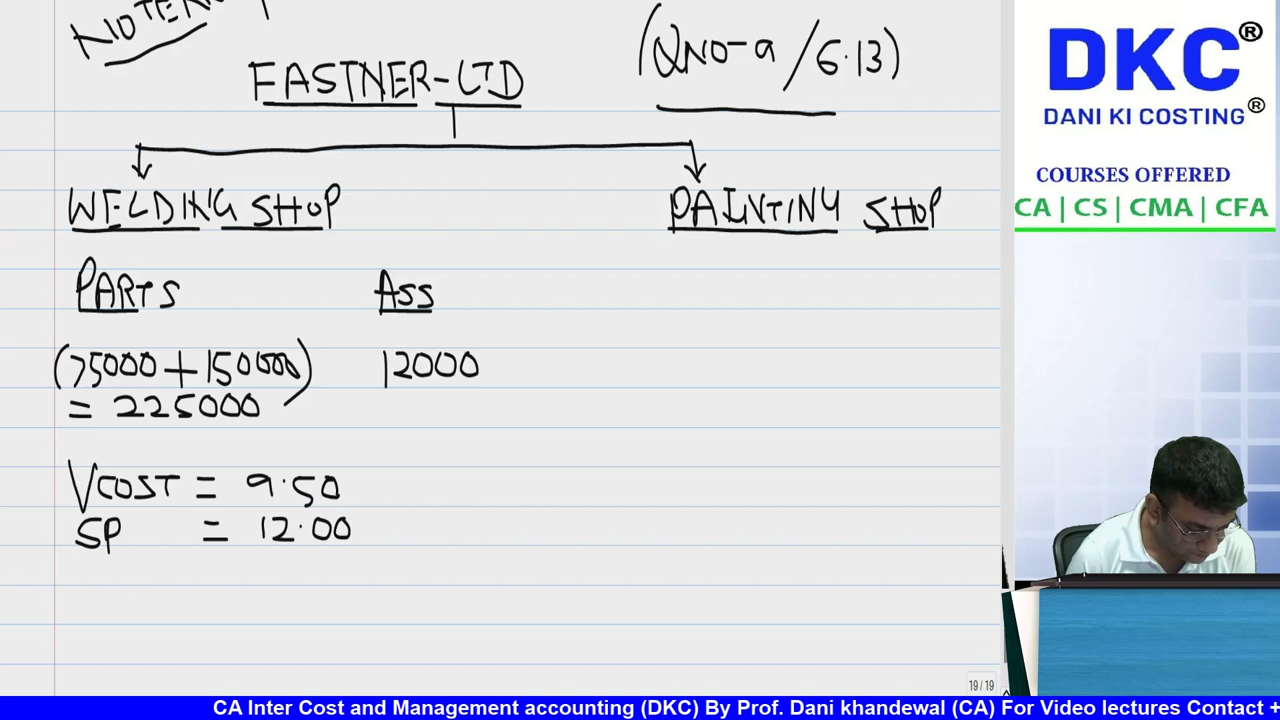 (QNO-9/6.13)
FASTNER-LTD
WELDING SHOP
PAINTING SHOP
PARTS
ASS
(75000+150000)
12000
= 225000
VCOST = 9.50
SP = 12.00
19/19
DKC®
DANI KI COSTING®
COURSES OFFERED
CA | CS | CMA | CFA
CA Inter Cost and Management accounting (DKC) By Prof. Dani khandewal (CA) For Video lectures Contact +